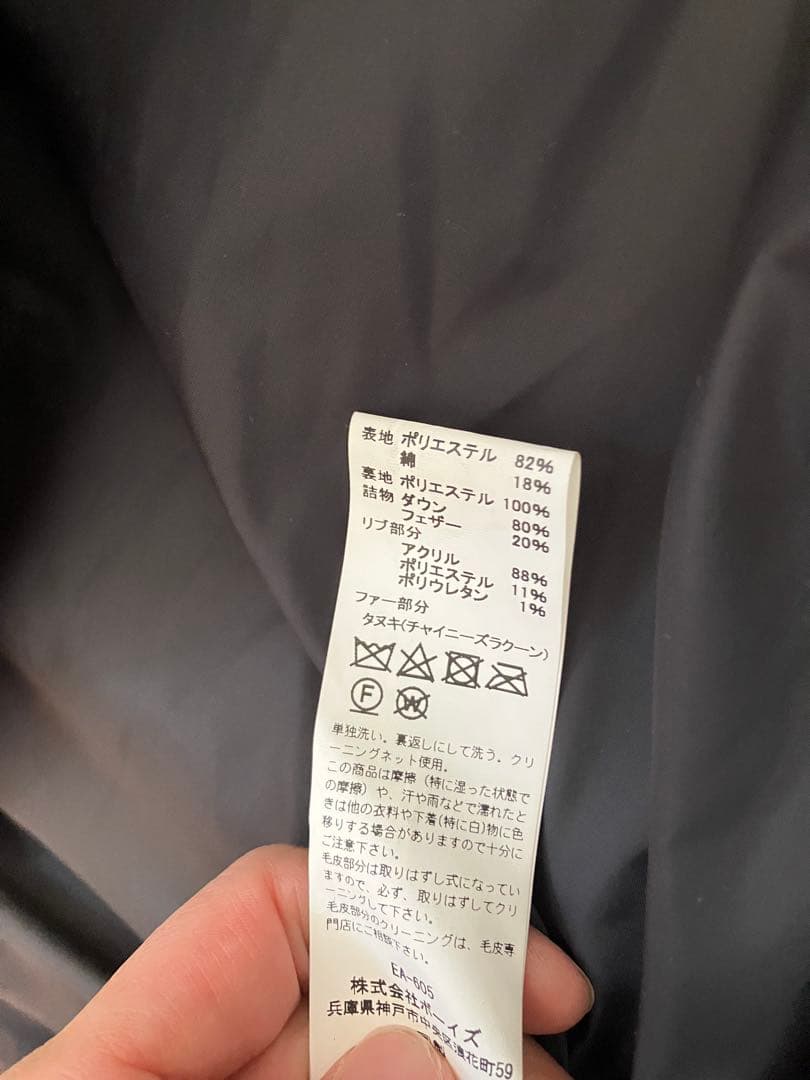 表地 ポリエステル 82%
綿 18%
裏地 ポリエステル 100%
詰物 ダウン 80%
フェザー 20%
リブ部分
アクリル 88%
ポリエステル 11%
ポリウレタン 1%
ファー部分
タヌキ(チャイニーズラクーン)
F W
単独洗い。裏返しにして洗う。クリ
ーニングネット使用。
この商品は摩擦（特に湿った状態で
の摩擦）や、汗や雨などで濡れたと
きは他の衣料や下着(特に白)物に色
移りする場合がありますので十分に
ご注意下さい。
毛皮部分は取りはずし式になってい
ますので、必ず、取りはずしてクリ
ーニングして下さい。
毛皮部分のクリーニングは、毛皮専
門店にご相談下さい。
EA-605
株式会社ボーイズ
兵庫県神戸市中央区浪花町59